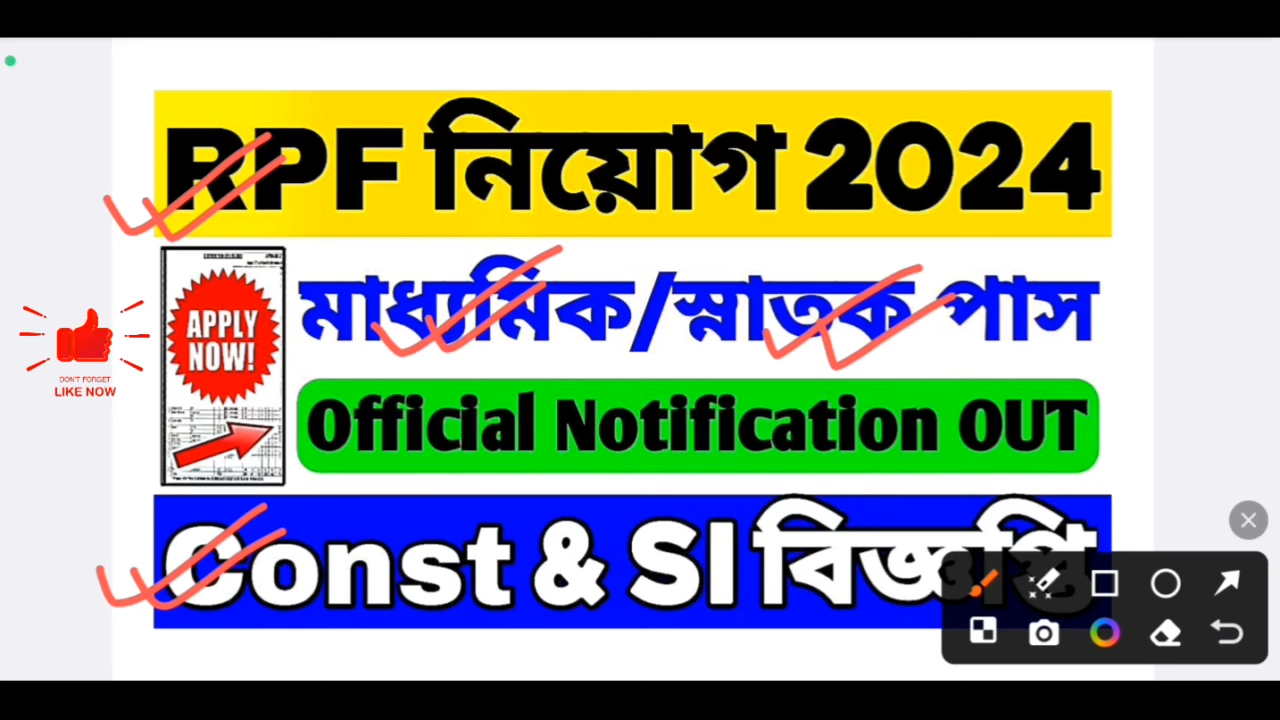 RPF নিয়োগ 2024
APPLY
NOW!
মাধ্যমিক/স্নাতক পাস
DON'T FORGET
LIKE NOW
Official Notification OUT
Const & SI বিজ্ঞপ্তি